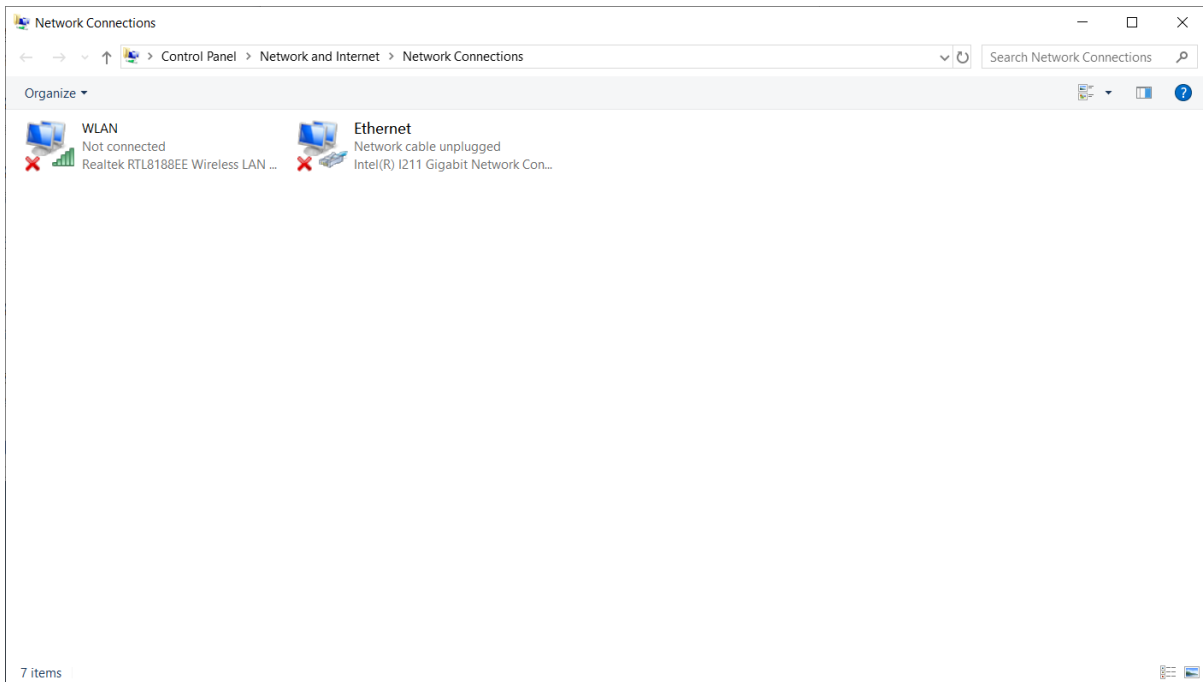 Network Connections
Control Panel > Network and Internet > Network Connections
Search Network Connections
Organize
WLAN
Not connected
Realtek RTL8188EE Wireless LAN ...
Ethernet
Network cable unplugged
Intel(R) I211 Gigabit Network Con...
7 items